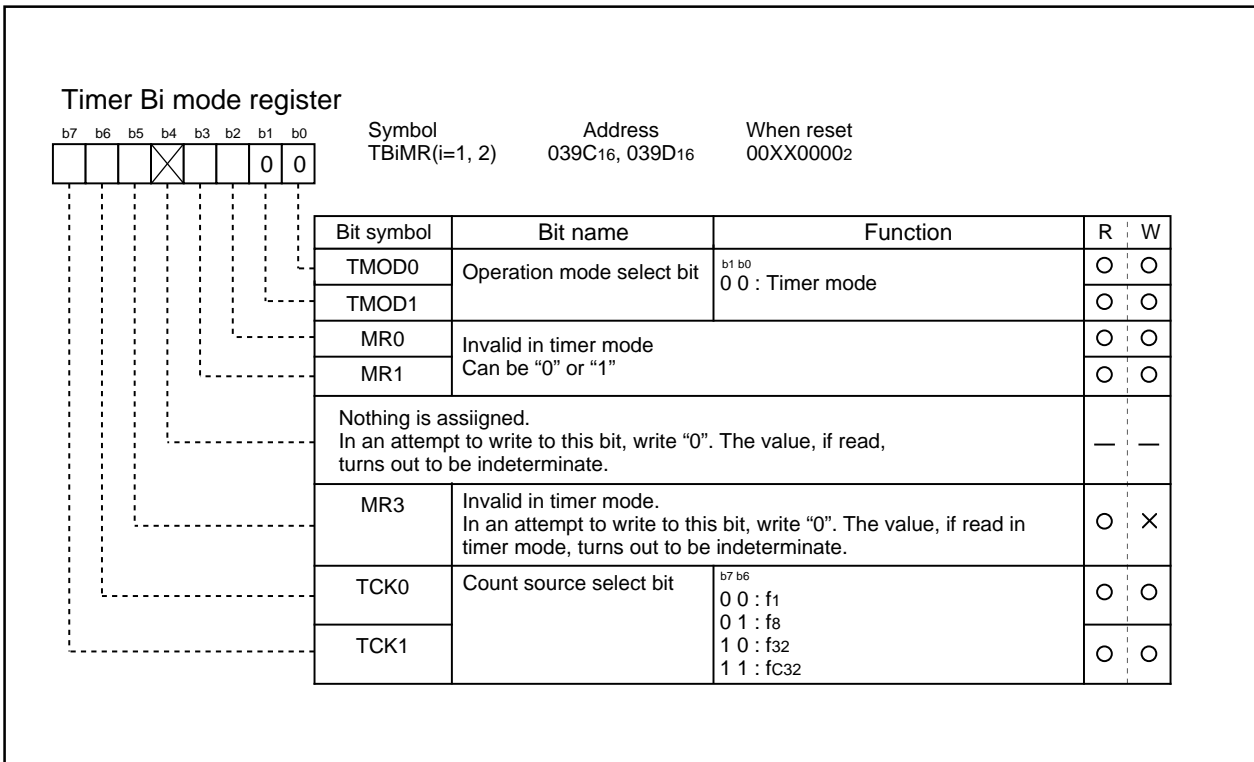 Timer Bi mode register
b7 b6 b5 b4 b3 b2 b1 b0
0 0
Symbol Address When reset
TBiMR(i=1, 2) 039C16, 039D16 00XX00002
Bit symbol Bit name Function R W
TMOD0 Operation mode select bit b1 b0
0 0 : Timer mode
TMOD1
MR0 Invalid in timer mode
MR1 Can be “0” or “1”
Nothing is assiigned.
In an attempt to write to this bit, write “0”. The value, if read,
turns out to be indeterminate.
MR3 Invalid in timer mode.
In an attempt to write to this bit, write “0”. The value, if read in
timer mode, turns out to be indeterminate.
TCK0 Count source select bit b7 b6
0 0 : f1
0 1 : f8
TCK1 1 0 : f32
1 1 : fC32